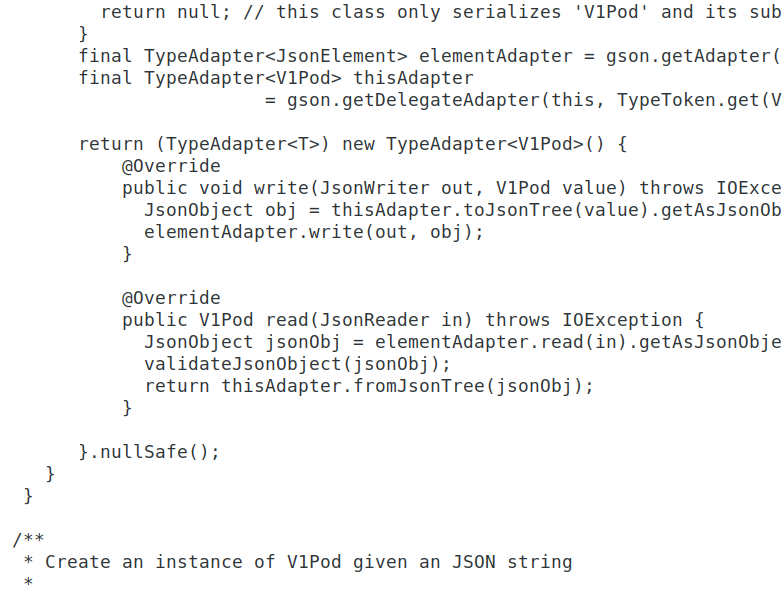 return null; // this class only serializes 'V1Pod' and its sub
}
final TypeAdapter<JsonElement> elementAdapter = gson.getAdapter(
final TypeAdapter<V1Pod> thisAdapter
= gson.getDelegateAdapter(this, TypeToken.get(V
return (TypeAdapter<T>) new TypeAdapter<V1Pod>() {
@Override
public void write(JsonWriter out, V1Pod value) throws IOExce
JsonObject obj = thisAdapter.toJsonTree(value).getAsJsonOb
elementAdapter.write(out, obj);
}
@Override
public V1Pod read(JsonReader in) throws IOException {
JsonObject jsonObj = elementAdapter.read(in).getAsJsonObje
validateJsonObject(jsonObj);
return thisAdapter.fromJsonTree(jsonObj);
}
}.nullSafe();
}
}
/**
* Create an instance of V1Pod given an JSON string
*